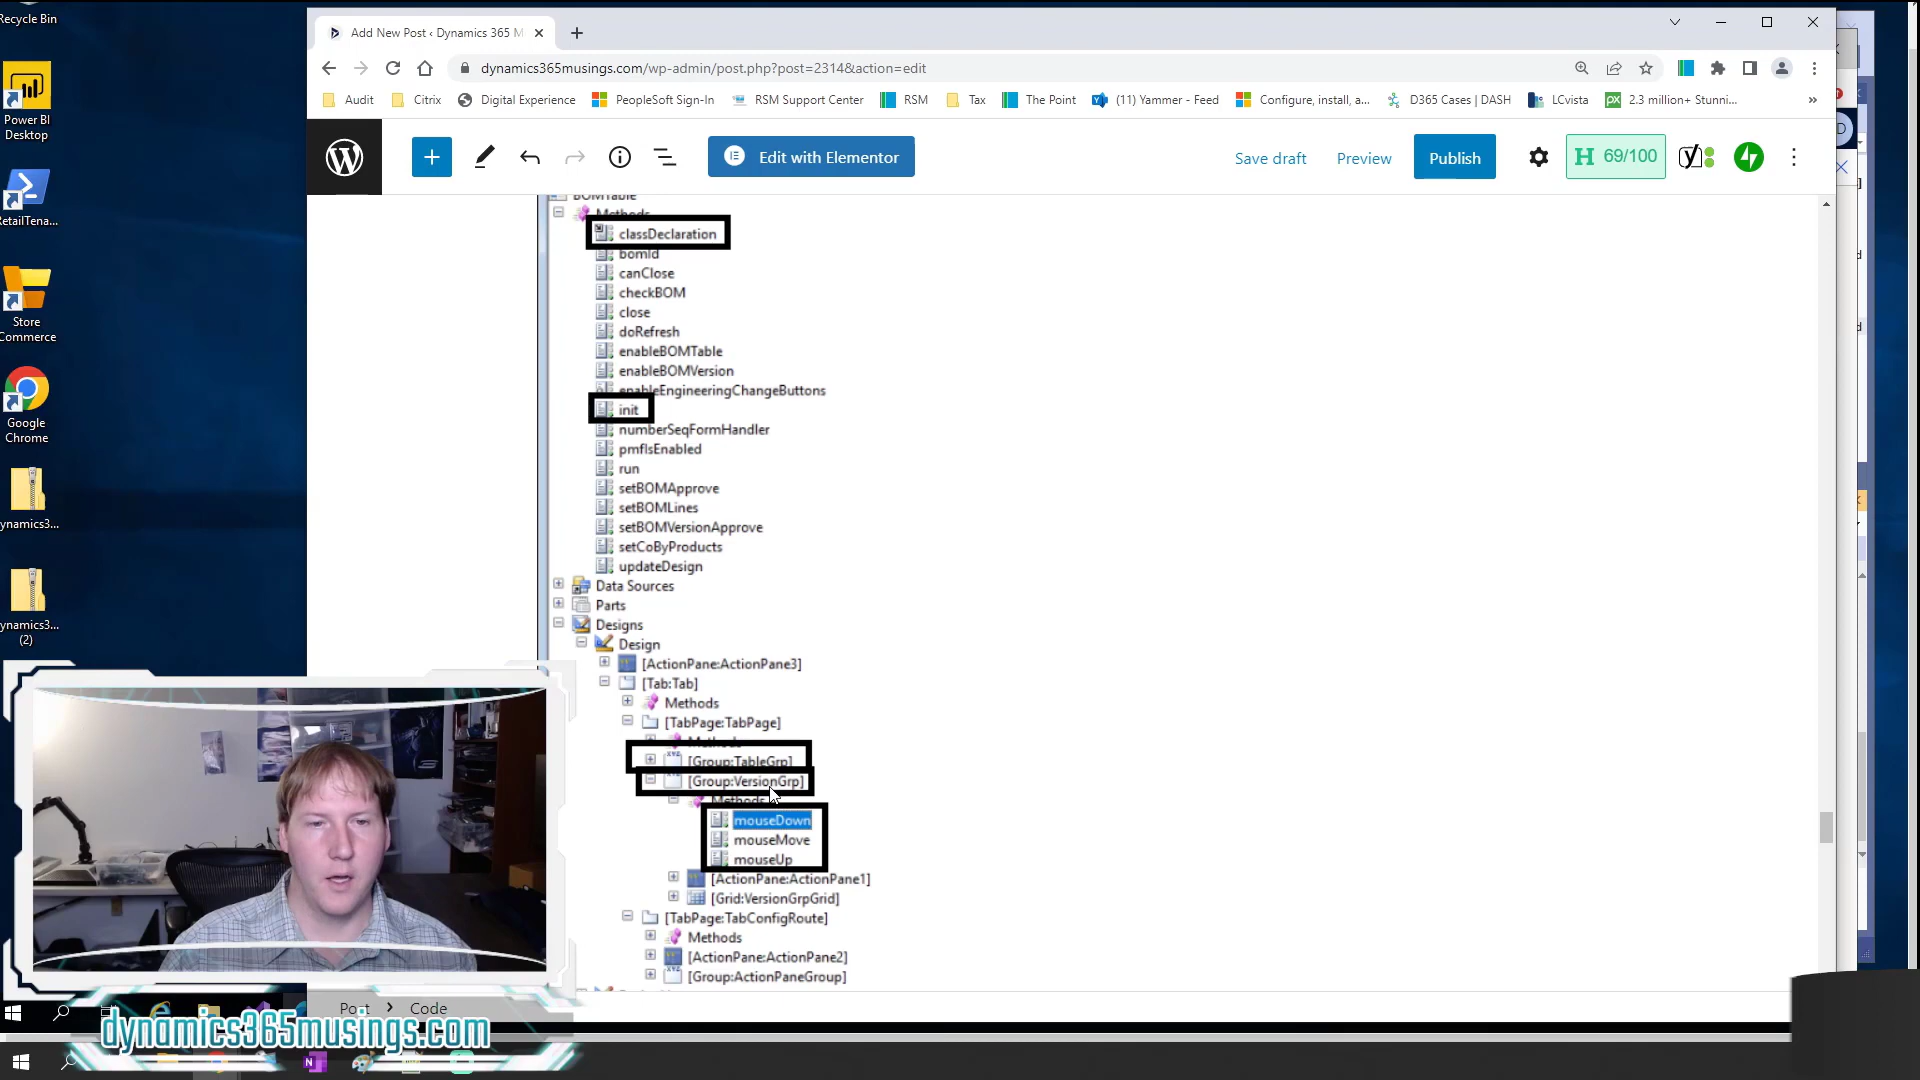 Recycle Bin
Power BI
Desktop
RetailTena...
Store
Commerce
Google
Chrome
ynamics3...
ynamics3...
(2)
Add New Post ‹ Dynamics 365 M
dynamics365musings.com/wp-admin/post.php?post=2314&action=edit
Audit
Citrix
Digital Experience
PeopleSoft Sign-In
RSM Support Center
RSM
Tax
The Point
(11) Yammer - Feed
Configure, install, a...
D365 Cases | DASH
LCvista
2.3 million+ Stunni...
»
Edit with Elementor
Save draft
Preview
Publish
H 69/100
BOMTable
Methods
classDeclaration
bomId
canClose
checkBOM
close
doRefresh
enableBOMTable
enableBOMVersion
enableEngineeringChangeButtons
init
numberSeqFormHandler
pmfIsEnabled
run
setBOMApprove
setBOMLines
setBOMVersionApprove
setCoByProducts
updateDesign
Data Sources
Parts
Designs
Design
[ActionPane:ActionPane3]
[Tab:Tab]
Methods
[TabPage:TabPage]
Methods
[Group:TableGrp]
[Group:VersionGrp]
Methods
mouseDown
mouseMove
mouseUp
[ActionPane:ActionPane1]
[Grid:VersionGrpGrid]
[TabPage:TabConfigRoute]
Methods
[ActionPane:ActionPane2]
[Group:ActionPaneGroup]
Post > Code
dynamics365musings.com